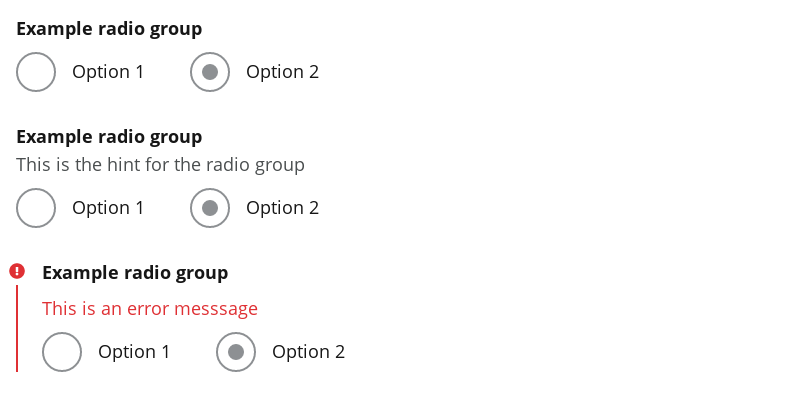 Example radio group
Option 1 Option 2
Example radio group
This is the hint for the radio group
Option 1 Option 2
Example radio group
This is an error messsage
Option 1 Option 2